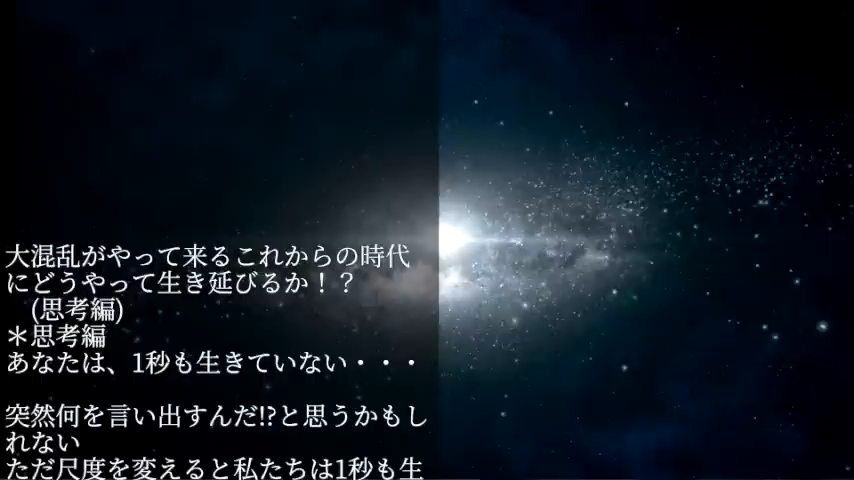 大混乱がやって来るこれからの時代
にどうやって生き延びるか！？
　(思考編)
＊思考編
あなたは、1秒も生きていない・・・
突然何を言い出すんだ!?と思うかもし
れない
ただ尺度を変えると私たちは1秒も生